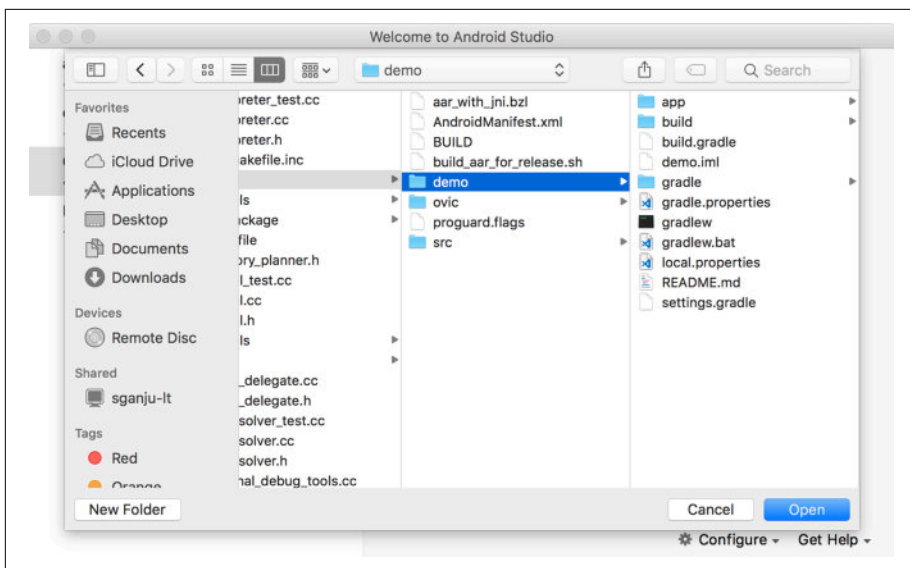 Welcome to Android Studio
demo
Search
Favorites
Recents
iCloud Drive
Applications
Desktop
Documents
Downloads
Devices
Remote Disc
Shared
sganju-lt
Tags
Red
Orange
preter_test.cc
preter.cc
preter.h
akefile.inc
ls
ckage
file
ory_planner.h
l_test.cc
l.cc
l.h
ls
_delegate.cc
_delegate.h
solver_test.cc
solver.cc
solver.h
nal_debug_tools.cc
aar_with_jni.bzl
AndroidManifest.xml
BUILD
build_aar_for_release.sh
demo
ovic
proguard.flags
src
app
build
build.gradle
demo.iml
gradle
gradle.properties
gradlew
gradlew.bat
local.properties
README.md
settings.gradle
New Folder
Cancel
Open
Configure
Get Help